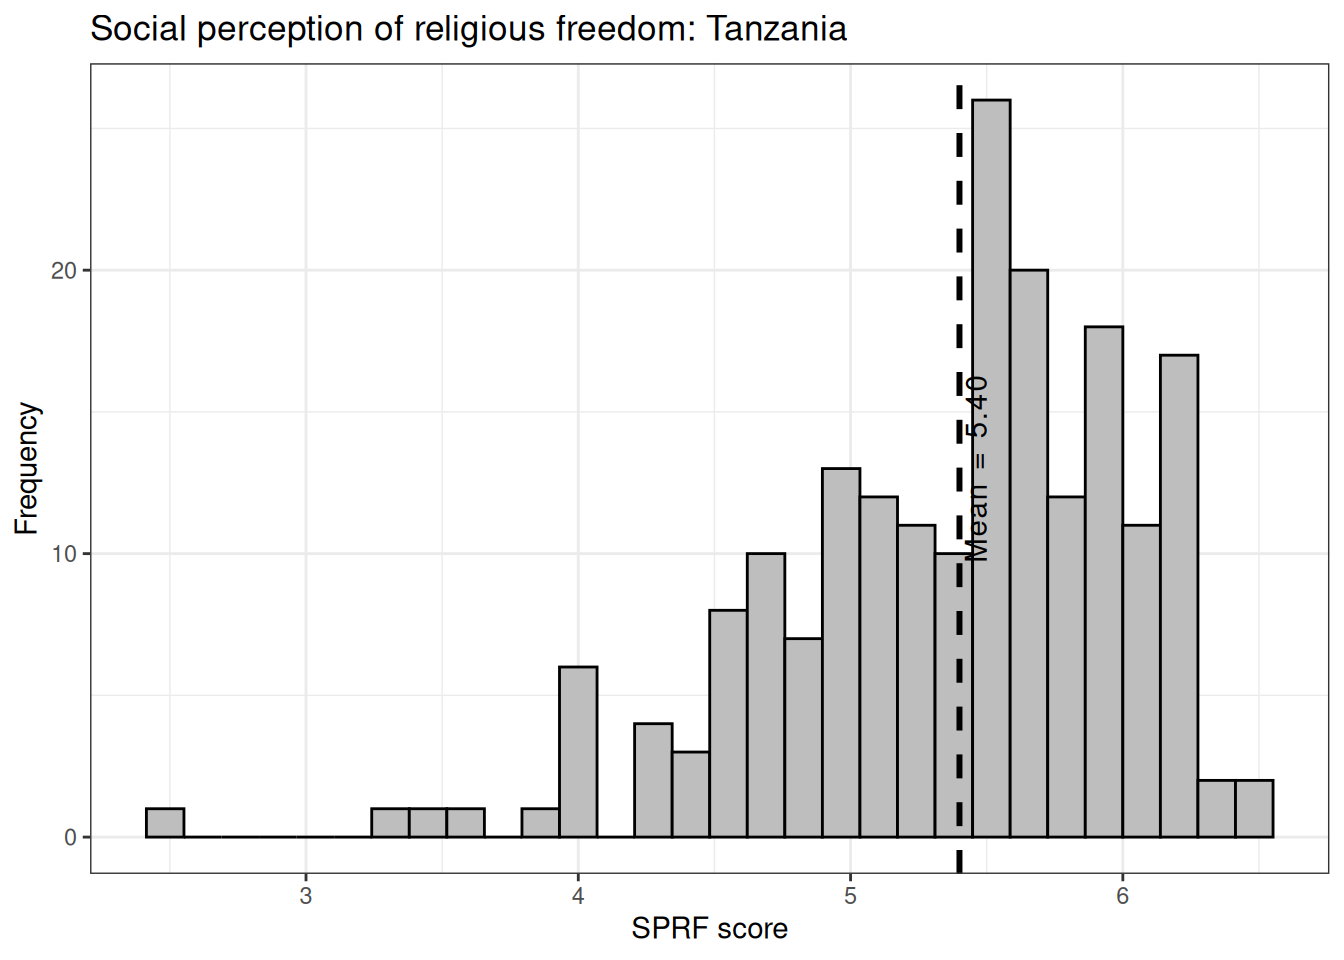 Social perception of religious freedom: Tanzania
Frequency
20
10
0
Mean = 5.40
3 4 5 6
SPRF score